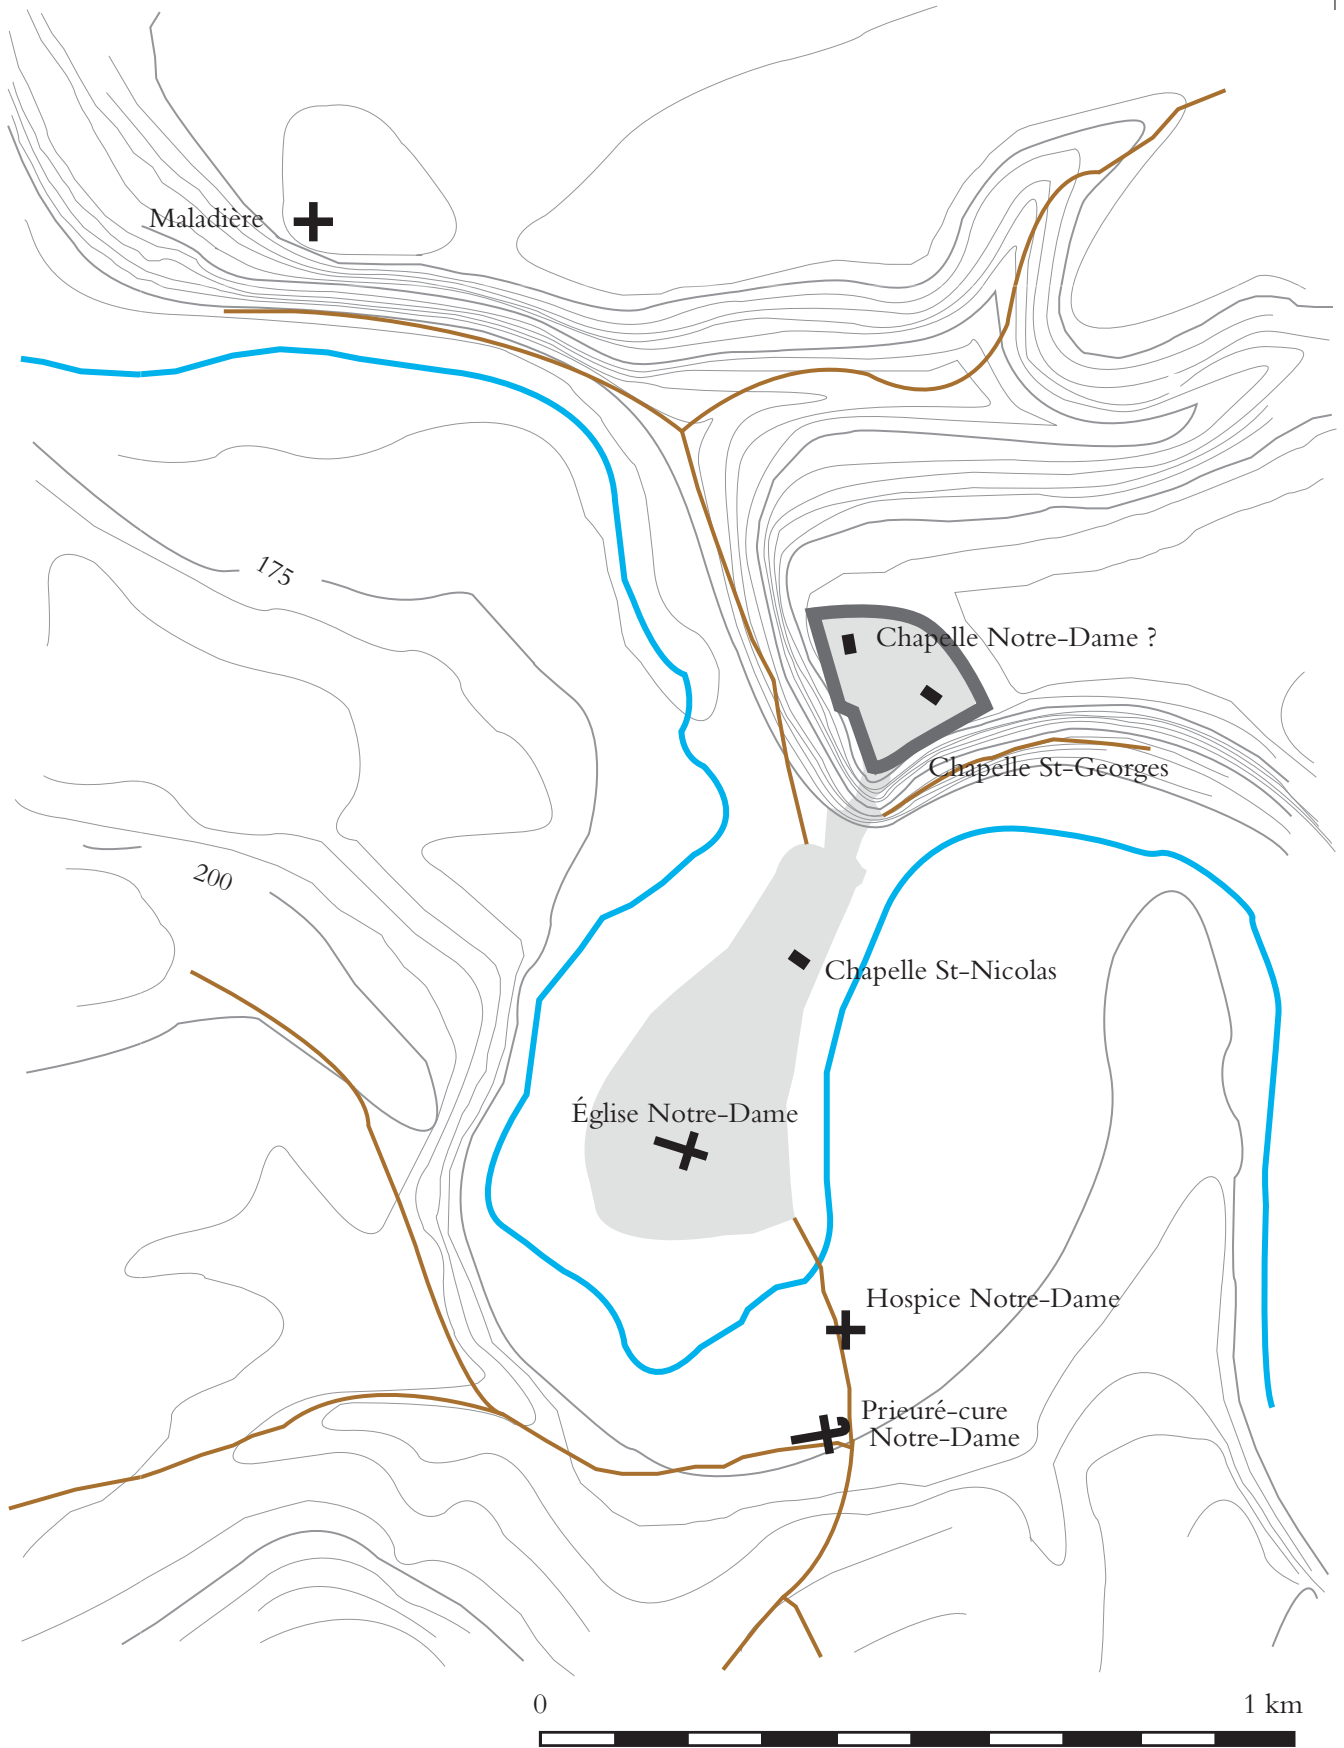 Maladière
175
Chapelle Notre-Dame ?
Chapelle St-Georges
200
Chapelle St-Nicolas
Église Notre-Dame
Hospice Notre-Dame
Prieuré-cure
Notre-Dame
0 1 km